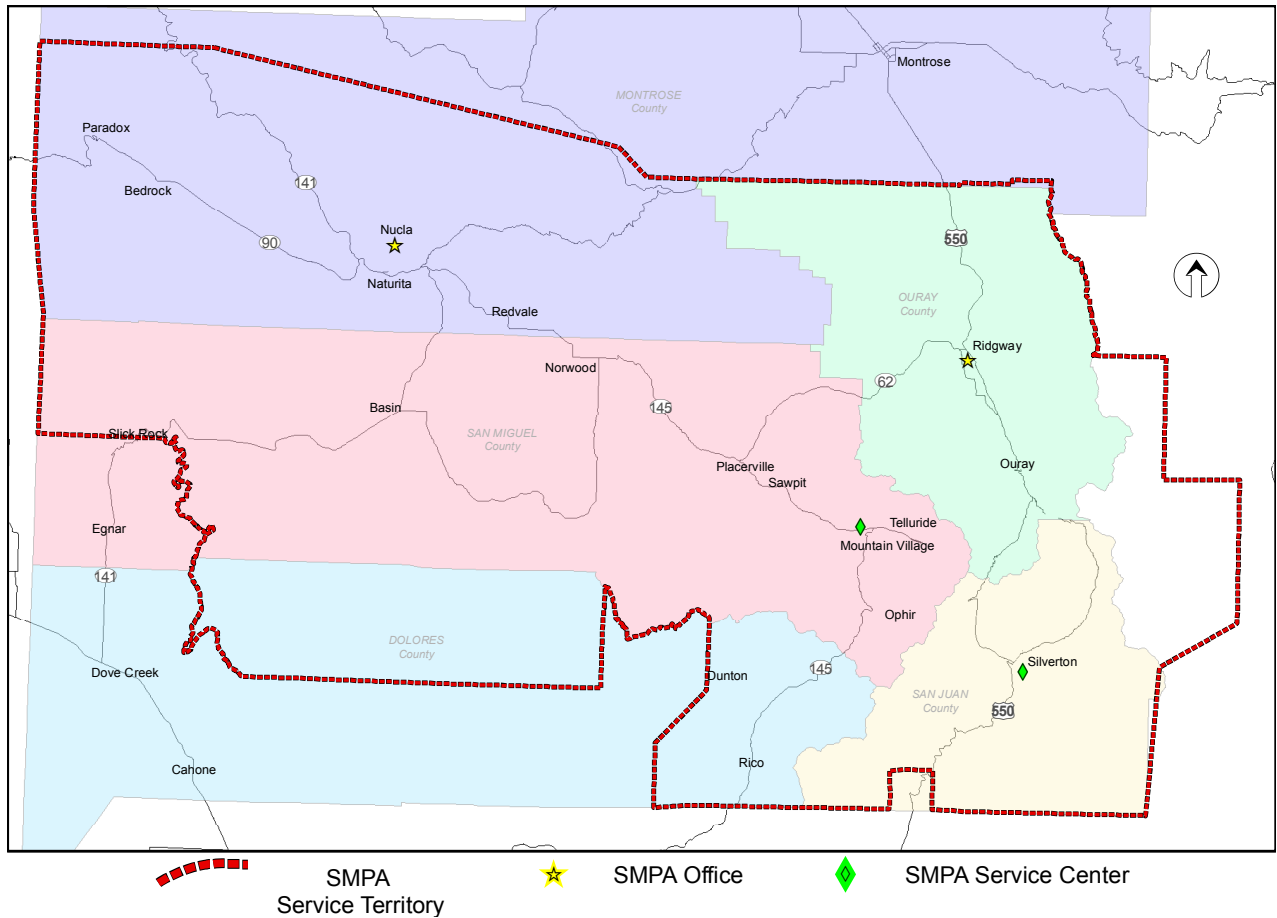 Montrose
MONTROSE
County
Paradox
141
Bedrock
Nucla
90
550
Naturita
OURAY
County
Redvale
Ridgway
Norwood
62
Basin
145
Slick Rock
SAN MIGUEL
County
Placerville
Ouray
Sawpit
Egnar
Telluride
Mountain Village
141
Ophir
DOLORES
County
Silverton
Dove Creek
Dunton
145
SAN JUAN
County
550
Rico
Cahone
SMPA
Service Territory
SMPA Office
SMPA Service Center